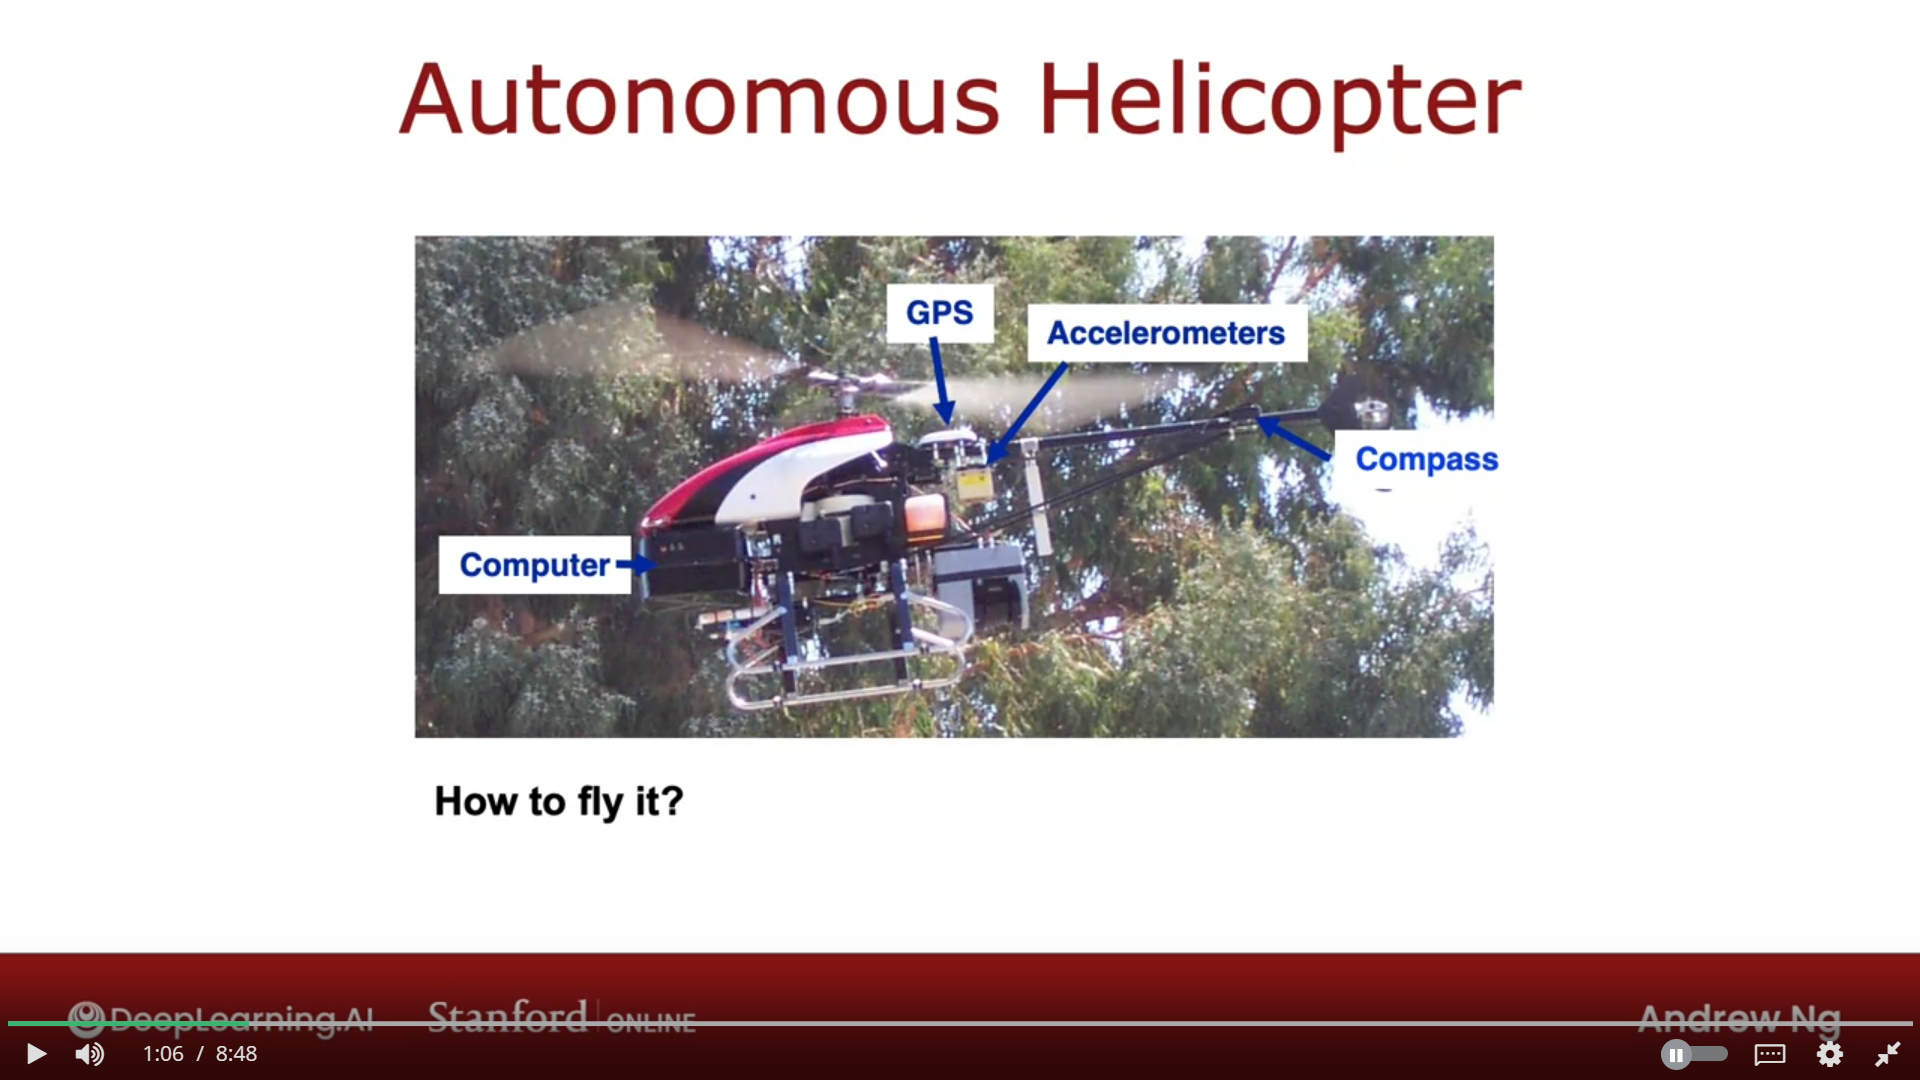 Autonomous Helicopter
GPS
Accelerometers
Compass
Computer
How to fly it?
DeepLearning.AI
Stanford ONLINE
Andrew Ng
1:06 / 8:48